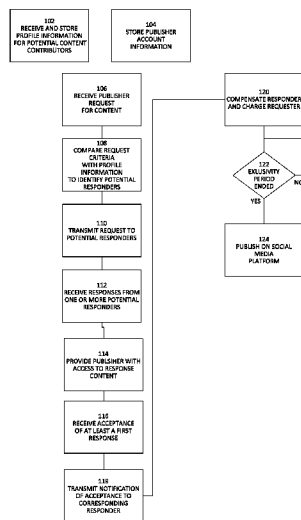 102
RECEIVE AND STORE
PROFILE INFORMATION
FOR POTENTIAL CONTENT
CONTRIBUTORS
104
STORE PUBLISHER
ACCOUNT
INFORMATION
106
RECEIVE PUBLISHER
REQUEST
FOR CONTENT
108
COMPARE REQUEST
CRITERIA
WITH PROFILE
INFORMATION
TO IDENTIFY POTENTIAL
RESPONDERS
110
TRANSMIT REQUEST TO
POTENTIAL RESPONDERS
112
RECEIVE RESPONSES FROM
ONE OR MORE POTENTIAL
RESPONDERS
114
PROVIDE PUBLSIHER WITH
ACCESS TO RESPONSE
CONTENT
116
RECEIVE ACCEPTANCE
OF AT LEAST A FIRST
RESPONSE
118
TRANSMIT NOTIFICATION
OF ACCEPTANCE TO
CORRESPONDING
RESPONDER
120
COMPENSATE RESPONDER
AND CHARGE REQUESTER
122
EXLUSIVITY
PERIOD
ENDED
NO
YES
124
PUBLISH ON SOCIAL
MEDIA
PLATFORM